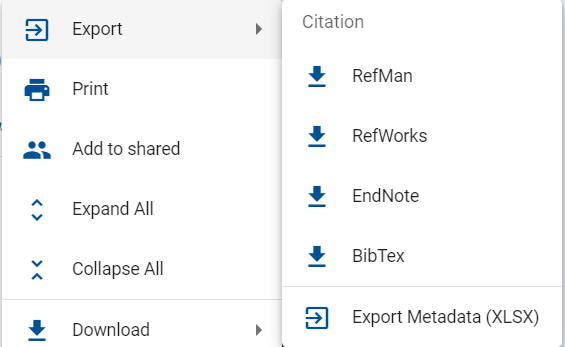 Export
Print
Add to shared
Expand All
Collapse All
Download
Citation
RefMan
RefWorks
EndNote
BibTex
Export Metadata (XLSX)